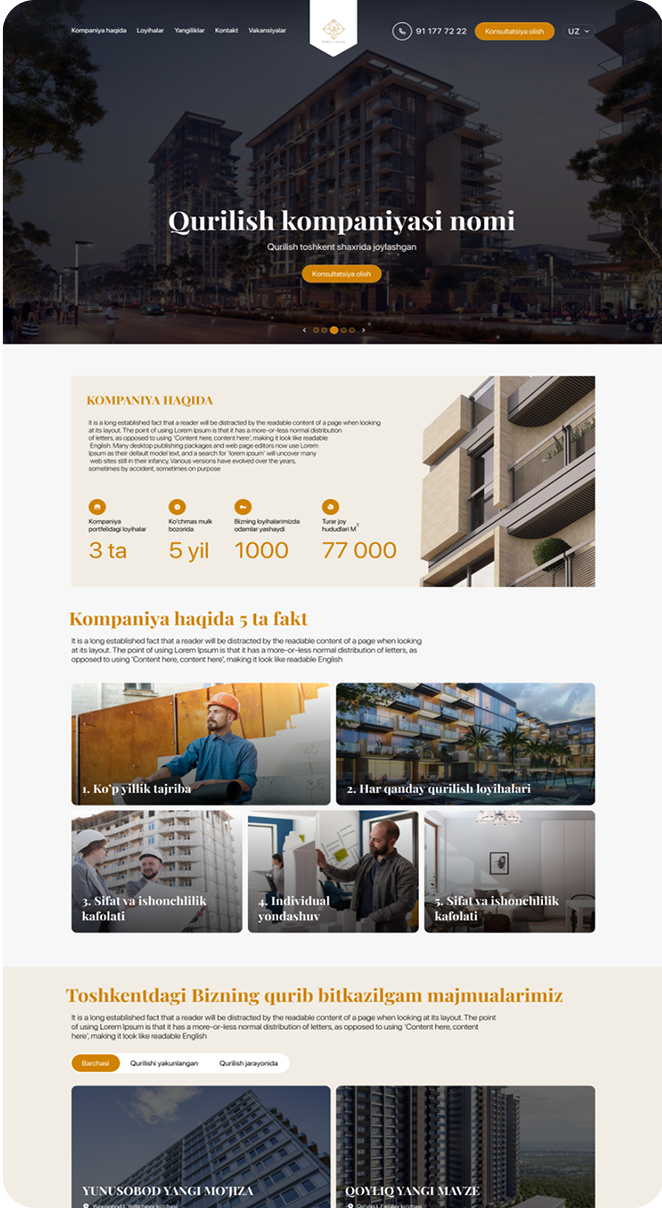 Kompaniya haqida Loyihalar Yangiliklar Kontakt Vakansiyalar
91 177 72 22 Konsultatsiya olish UZ
Qurilish kompaniyasi nomi
Qurilish toshkent shaxrida joylashgan
Konsultatsiya olish
KOMPANIYA HAQIDA
It is a long established fact that a reader will be distracted by the readable content of a page when looking
at its layout. The point of using Lorem Ipsum is that it has a more-or-less normal distribution
of letters, as opposed to using 'Content here, content here', making it look like readable
English. Many desktop publishing packages and web page editors now use Lorem
Ipsum as their default model text, and a search for 'lorem ipsum' will uncover many
web sites still in their infancy. Various versions have evolved over the years,
sometimes by accident, sometimes on purpose
Kompaniya
portfelidagi loyihalar
3 ta
Ko'chmas mulk
bozorida
5 yil
Bizning loyihalarimizda
odamlar yashaydi
1000
Turar joy
hududlari M²
77 000
Kompaniya haqida 5 ta fakt
It is a long established fact that a reader will be distracted by the readable content of a page when looking
at its layout. The point of using Lorem Ipsum is that it has a more-or-less normal distribution of letters, as
opposed to using 'Content here, content here', making it look like readable English
1. Ko'p yillik tajriba
2. Har qanday qurilish loyihalari
3. Sifat va ishonchlilik
kafolati
4. Individual
yondashuv
5. Sifat va ishonchlilik
kafolati
Toshkentdagi Bizning qurib bitkazilgam majmualarimiz
It is a long established fact that a reader will be distracted by the readable content of a page when looking at its layout. The point
of using Lorem Ipsum is that it has a more-or-less normal distribution of letters, as opposed to using 'Content here, content
here', making it look like readable English
Barchasi Qurilishi yakunlangan Qurilish jarayonida
YUNUSOBOD YANGI MO'JIZA
QOYLIQ YANGI MAVZE